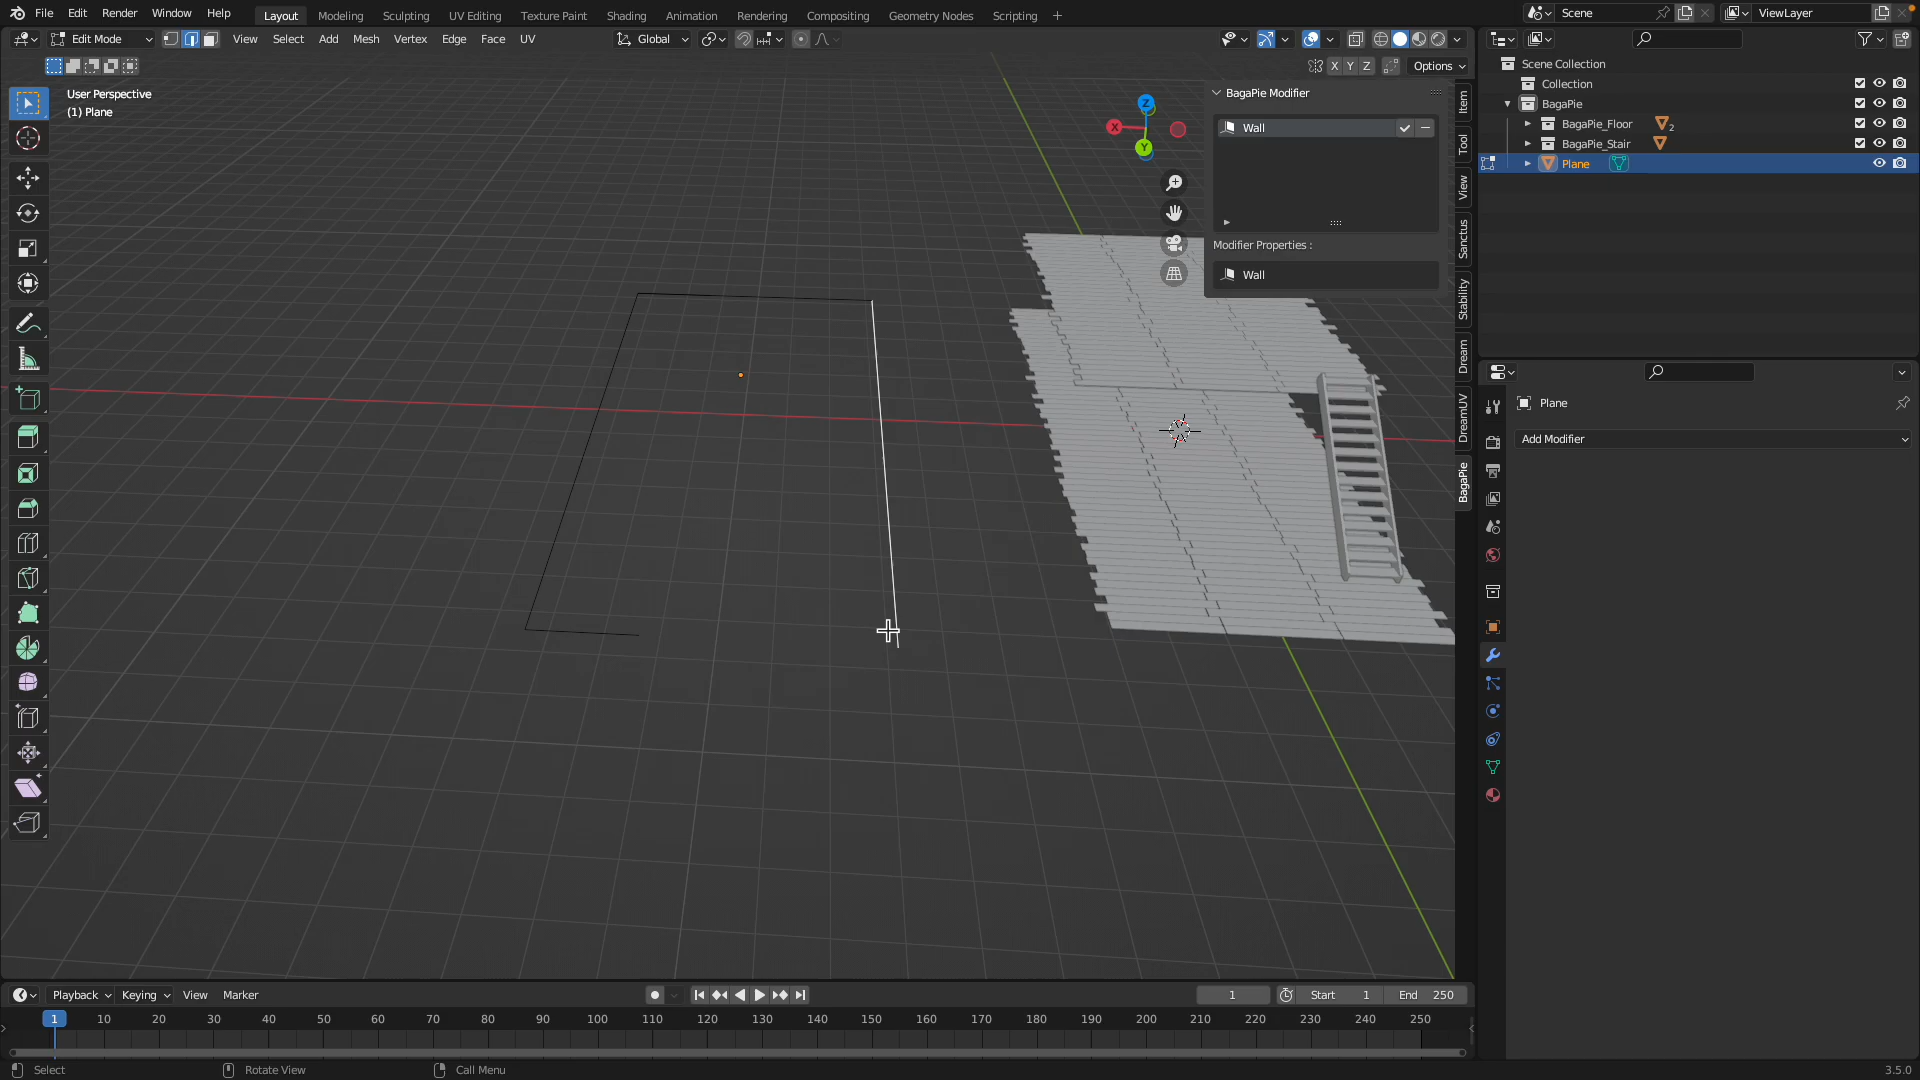 File Edit Render Window Help Layout Modeling Sculpting UV Editing Texture Paint Shading Animation Rendering Compositing Geometry Nodes Scripting + Scene ViewLayer
Edit Mode View Select Add Mesh Vertex Edge Face UV Global
X Y Z Options
User Perspective
(1) Plane
Z
X
Y
BagaPie Modifier
Wall
Modifier Properties :
Wall
Item
Tool
View
Sanctus
Stability
Dream
DreamUV
BagaPie
Scene Collection
Collection
BagaPie
BagaPie_Floor 2
BagaPie_Stair
Plane
Plane
Add Modifier
Playback Keying View Marker 1 Start 1 End 250
1 10 20 30 40 50 60 70 80 90 100 110 120 130 140 150 160 170 180 190 200 210 220 230 240 250
Select Rotate View Call Menu 3.5.0